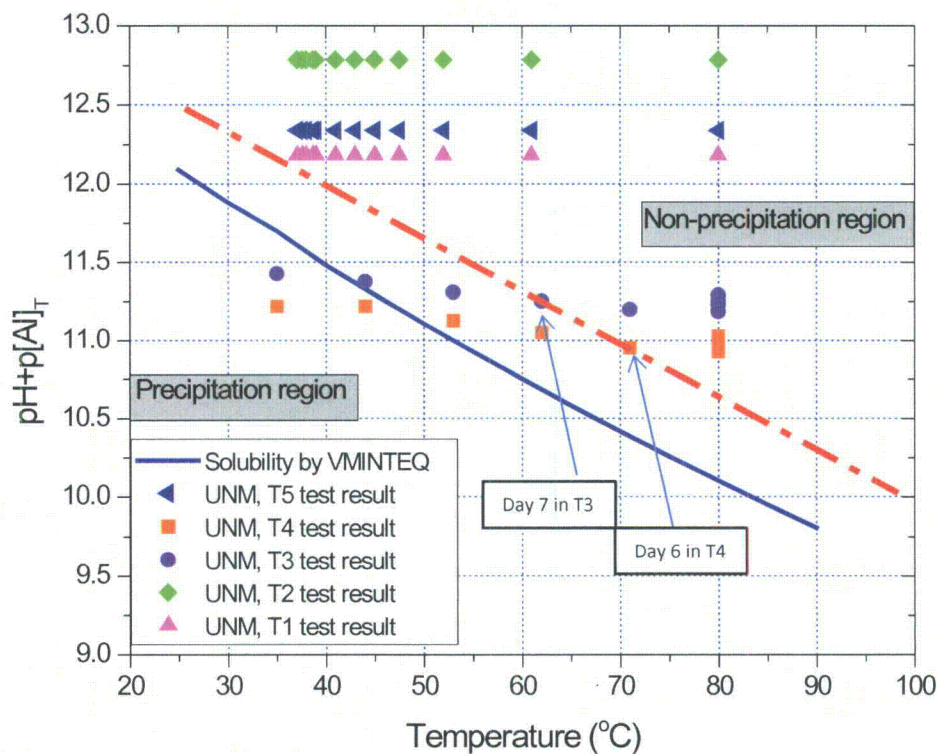 13.0
12.5
12.0
11.5
11.0
10.5
10.0
9.5
9.0
pH+p[Al]T
Non-precipitation region
Precipitation region
Solubility by VMINTEQ
UNM, T5 test result
UNM, T4 test result
UNM, T3 test result
UNM, T2 test result
UNM, T1 test result
Day 7 in T3
Day 6 in T4
20 30 40 50 60 70 80 90 100
Temperature (°C)